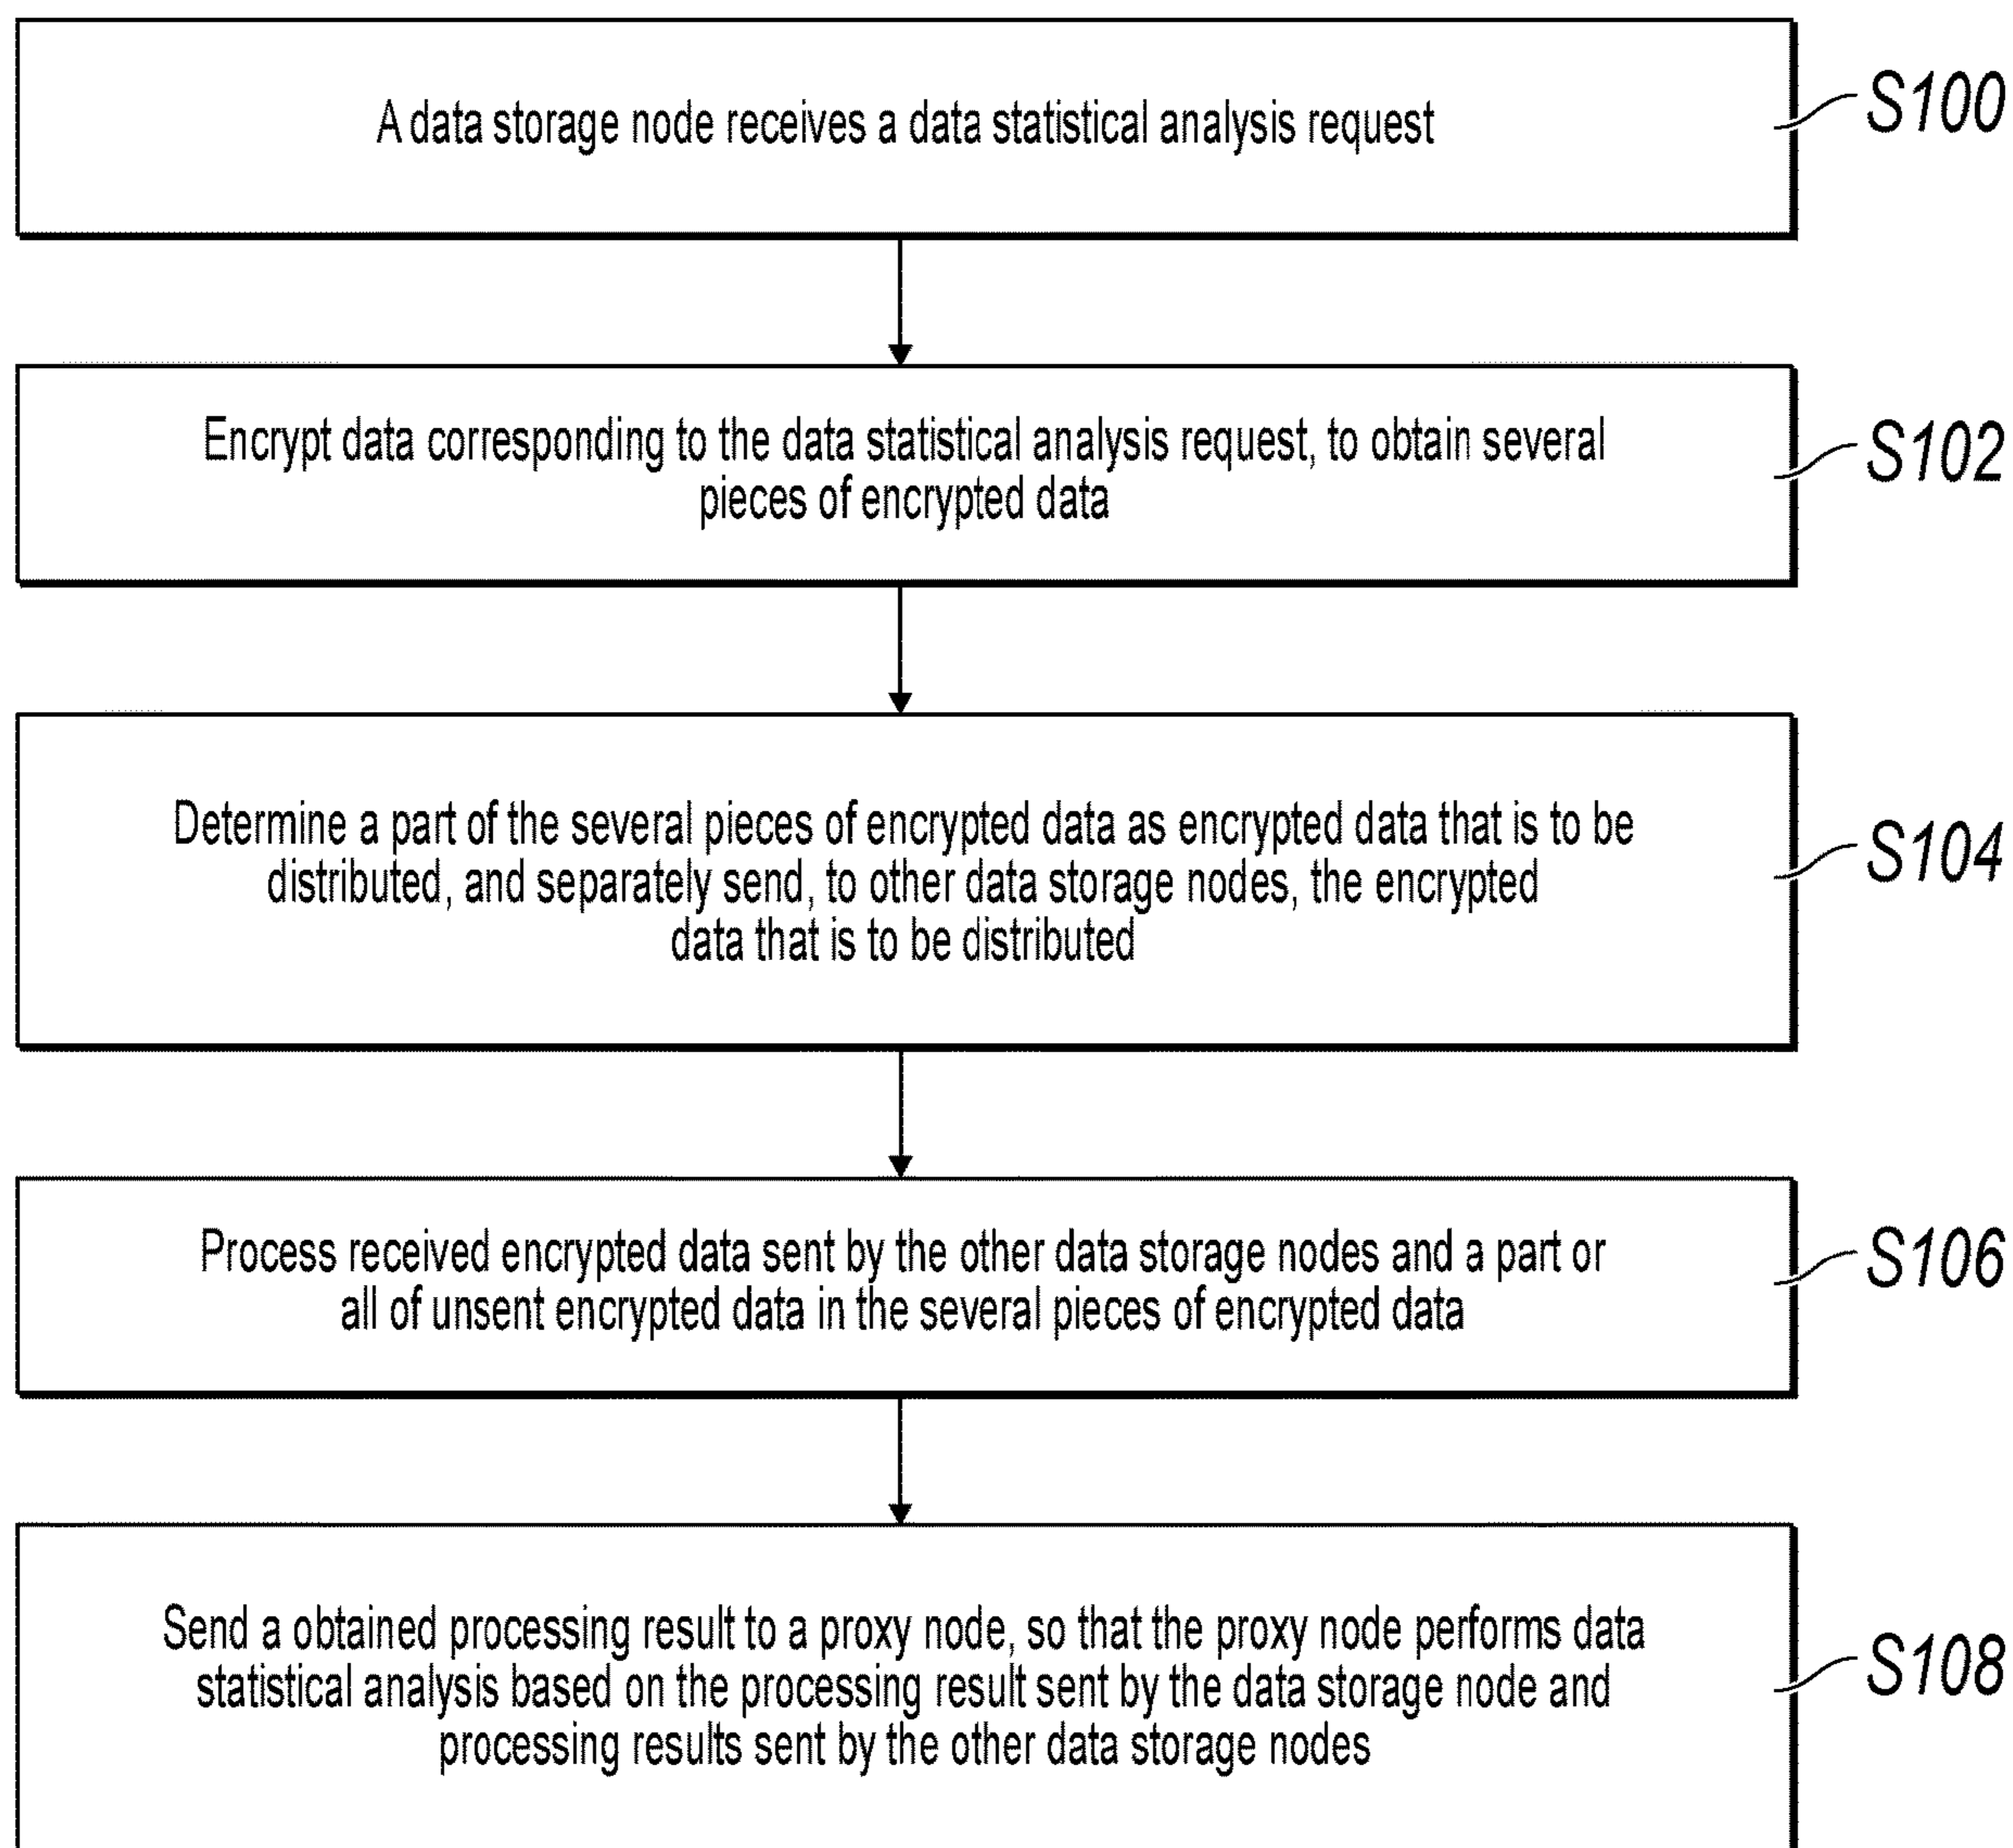 A data storage node receives a data statistical analysis request
S100
Encrypt data corresponding to the data statistical analysis request, to obtain several
pieces of encrypted data
S102
Determine a part of the several pieces of encrypted data as encrypted data that is to be
distributed, and separately send, to other data storage nodes, the encrypted
data that is to be distributed
S104
Process received encrypted data sent by the other data storage nodes and a part or
all of unsent encrypted data in the several pieces of encrypted data
S106
Send a obtained processing result to a proxy node, so that the proxy node performs data
statistical analysis based on the processing result sent by the data storage node and
processing results sent by the other data storage nodes
S108